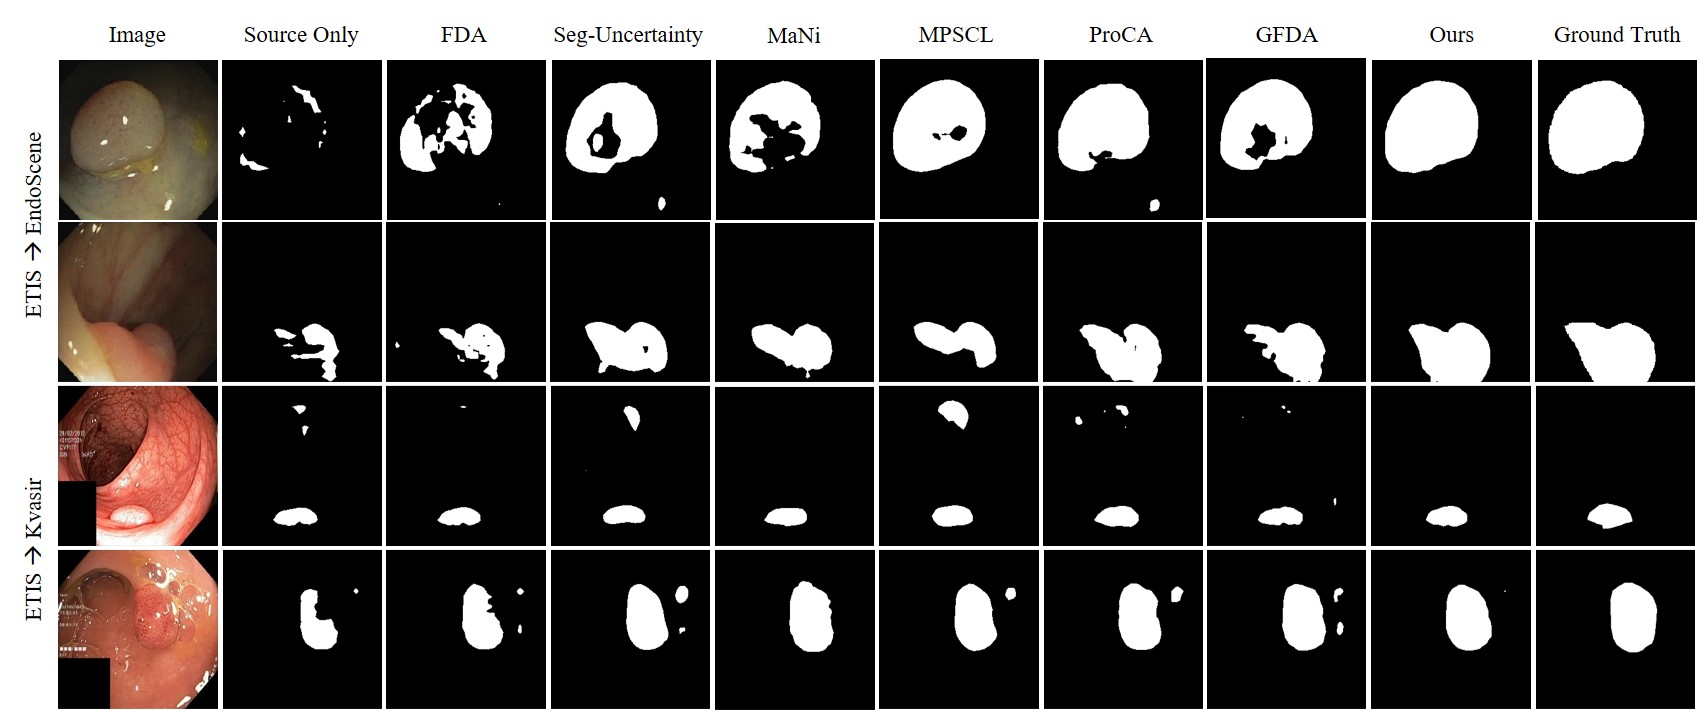 Image Source Only FDA Seg-Uncertainty MaNi MPSCL ProCA GFDA Ours Ground Truth
ETIS → EndoScene
ETIS → Kvasir